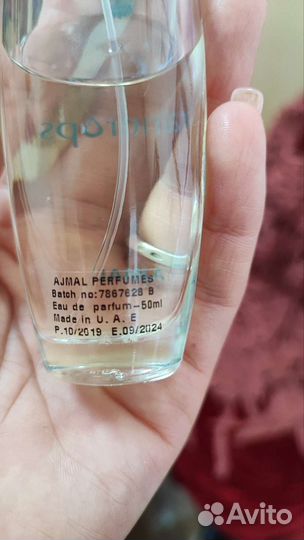 AJMAL PERFUMES
Batch no:7867628 B
Eau de parfum-50ml
Made in U. A. E
P.10/2019 E.09/2024
Avito